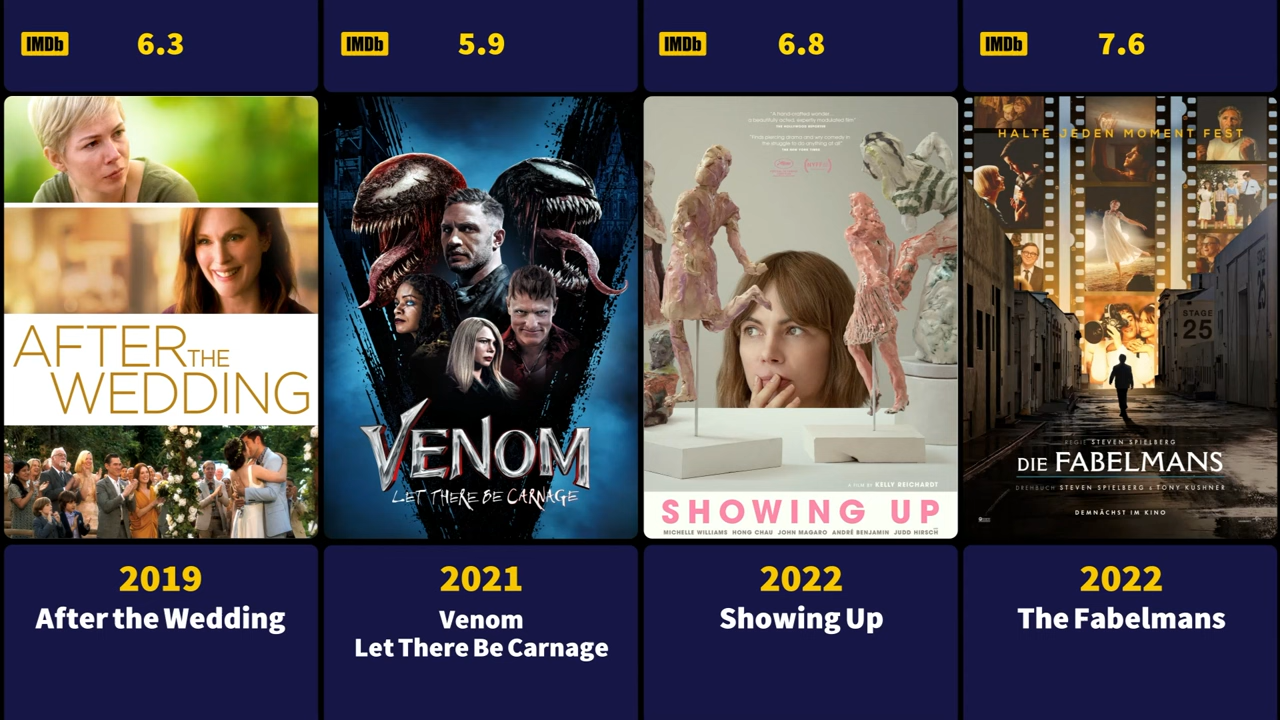 IMDb 6.3
IMDb 5.9
IMDb 6.8
IMDb 7.6
AFTER THE
WEDDING
VENOM
LET THERE BE CARNAGE
A FILM BY KELLY REICHARDT
SHOWING UP
MICHELLE WILLIAMS HONG CHAU JOHN MAGARO ANDRÉ BENJAMIN JUDD HIRSCH
HALTE JEDEN MOMENT FEST
STAGE
25
REGIE STEVEN SPIELBERG
DIE FABELMANS
DREHBUCH STEVEN SPIELBERG & TONY KUSHNER
DEMNÄCHST IM KINO
2019
After the Wedding
2021
Venom
Let There Be Carnage
2022
Showing Up
2022
The Fabelmans